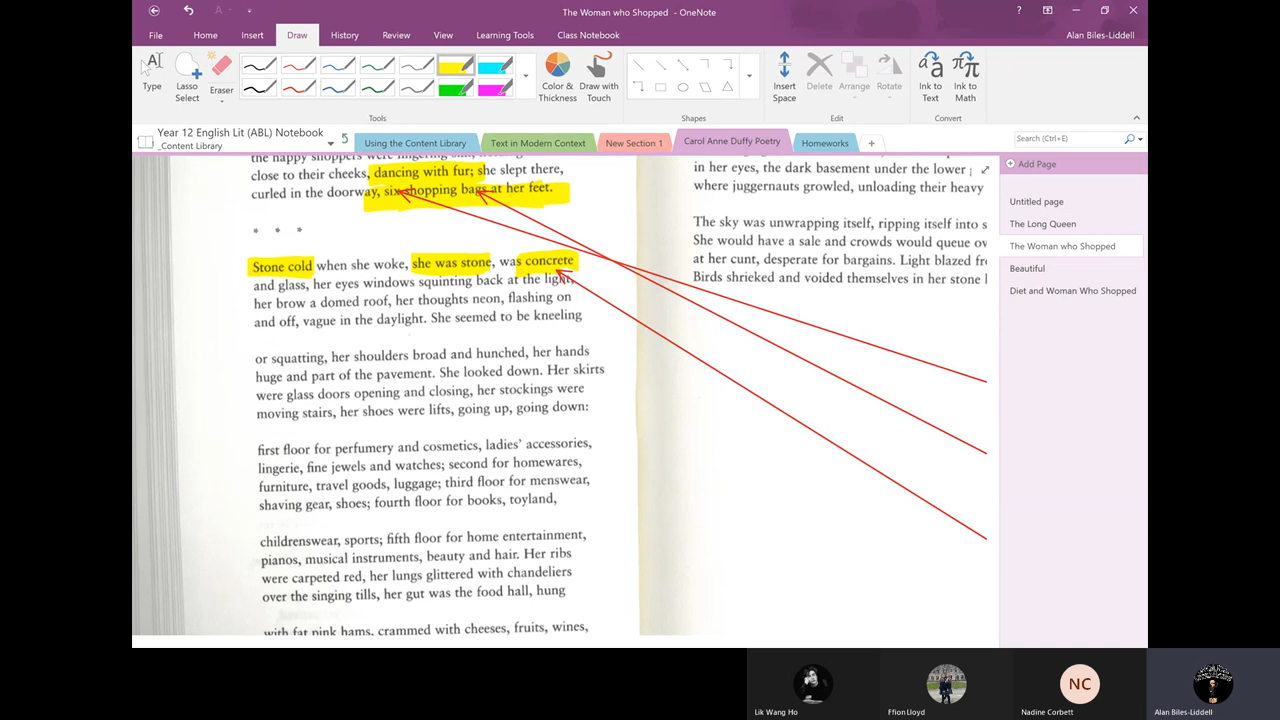 The Woman who Shopped - OneNote
?
File
Home
Insert
Draw
History
Review
View
Learning Tools
Class Notebook
Alan Biles-Liddell
Type
Lasso
Select
Eraser
Color &
Thickness
Draw with
Touch
Insert
Space
Delete
Arrange
Rotate
Ink to
Text
Ink to
Math
Tools
Shapes
Edit
Convert
Year 12 English Lit (ABL) Notebook
_Content Library
Using the Content Library
Text in Modern Context
New Section 1
Carol Anne Duffy Poetry
Homeworks
+
Search (Ctrl+E)
Add Page
Untitled page
The Long Queen
The Woman who Shopped
Beautiful
Diet and Woman Who Shopped
the happy shoppers were
close to their cheeks, dancing with fur; she slept there,
curled in the doorway, six shopping bags at her feet.
* * *
Stone cold when she woke, she was stone, was concrete
and glass, her eyes windows squinting back at the light,
her brow a domed roof, her thoughts neon, flashing on
and off, vague in the daylight. She seemed to be kneeling
or squatting, her shoulders broad and hunched, her hands
huge and part of the pavement. She looked down. Her skirts
were glass doors opening and closing, her stockings were
moving stairs, her shoes were lifts, going up, going down:
first floor for perfumery and cosmetics, ladies' accessories,
lingerie, fine jewels and watches; second for homewares,
furniture, travel goods, luggage; third floor for menswear,
shaving gear, shoes; fourth floor for books, toyland,
childrenswear, sports; fifth floor for home entertainment,
pianos, musical instruments, beauty and hair. Her ribs
were carpeted red, her lungs glittered with chandeliers
over the singing tills, her gut was the food hall, hung
with fat pink hams, crammed with cheeses, fruits, wines,
in her eyes, the dark basement under the lower
where juggernauts growled, unloading their heavy
The sky was unwrapping itself, ripping itself into s
She would have a sale and crowds would queue ov
at her cunt, desperate for bargains. Light blazed fr
Birds shrieked and voided themselves in her stone
Lik Wang Ho
Ffion Lloyd
NC
Nadine Corbett
Alan Biles-Liddell